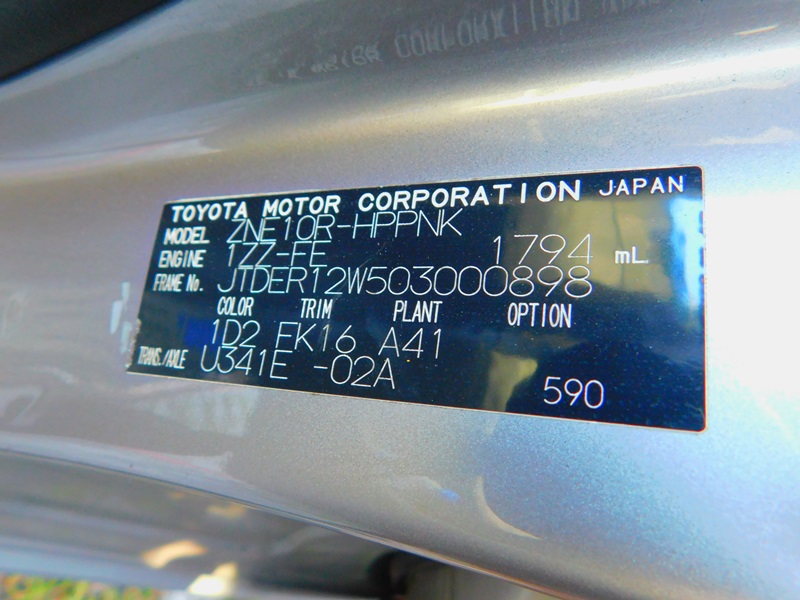 TOYOTA MOTOR CORPORATION JAPAN
MODEL ZNE10R-HPPNK
ENGINE 1ZZ-FE 1794 mL
FRAME No. JTDER12W503000898
COLOR TRIM PLANT OPTION
1D2 FK16 A41
TRANS./AXLE U341E -02A
590